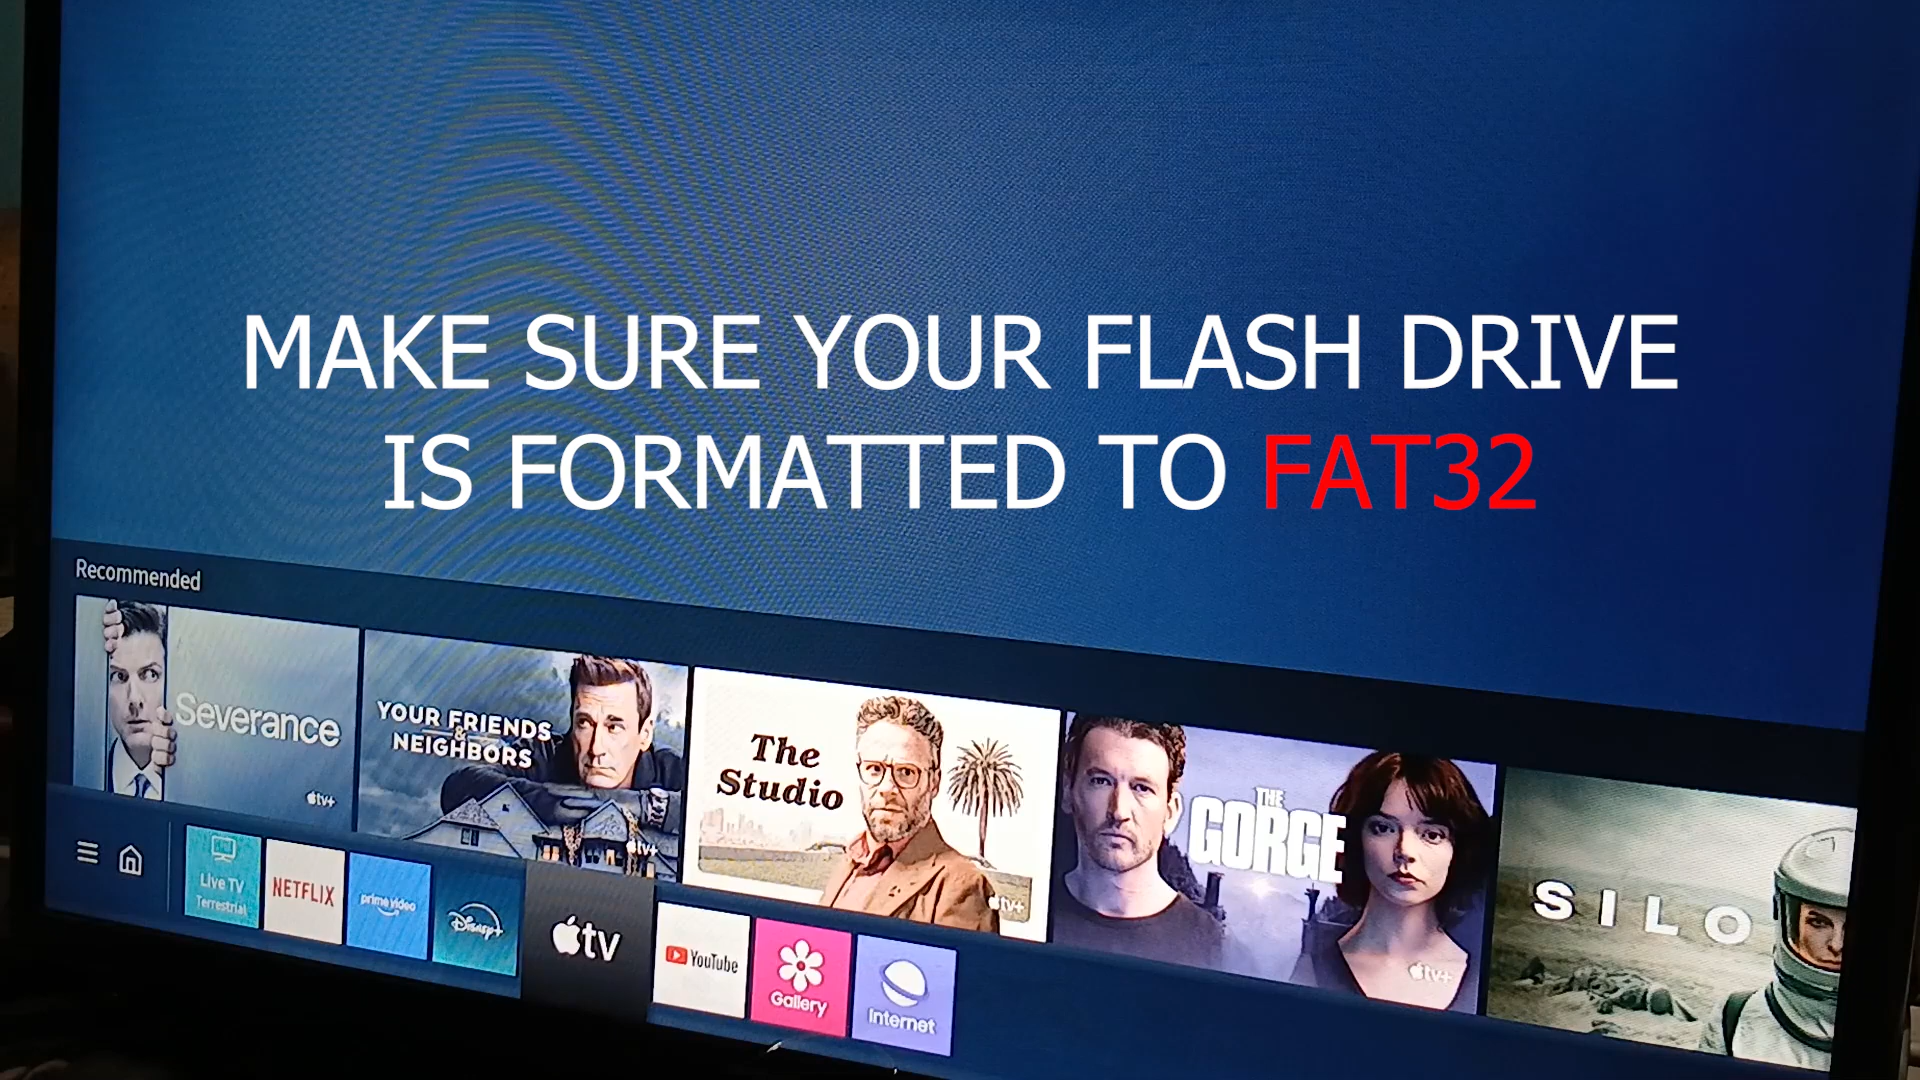 MAKE SURE YOUR FLASH DRIVE
IS FORMATTED TO FAT32
Recommended
Severance
tv+
YOUR FRIENDS
&
NEIGHBORS
tv+
The
Studio
tv+
THE
GORGE
tv+
SILO
Live TV
Terrestrial
NETFLIX
prime video
Disney+
tv
YouTube
Gallery
Internet